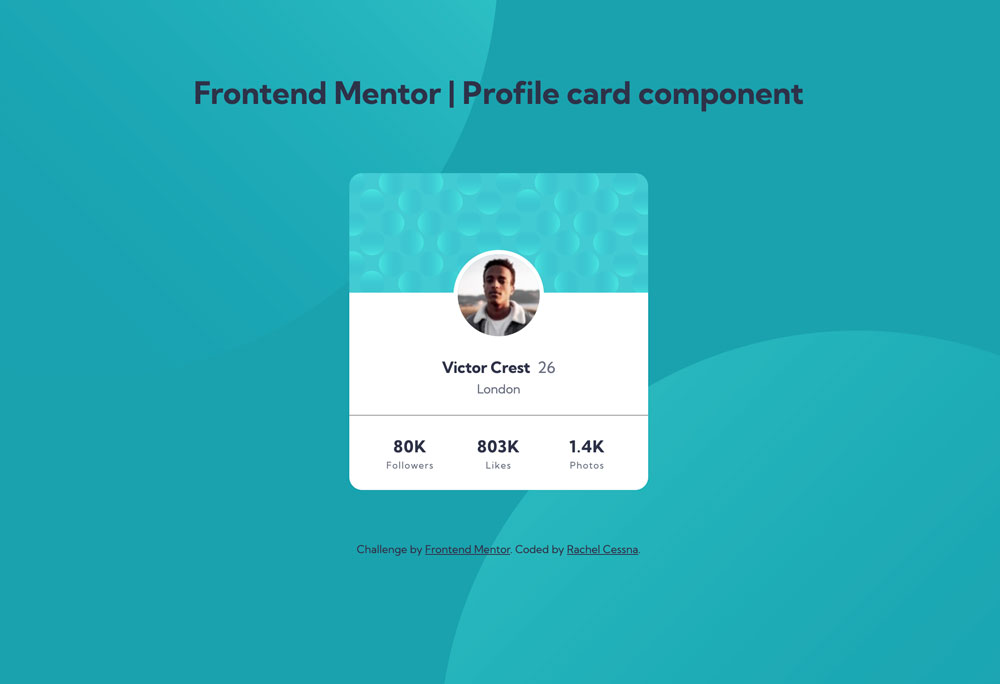 Frontend Mentor | Profile card component
Victor Crest 26
London
80K 803K 1.4K
Followers Likes Photos
Challenge by Frontend Mentor. Coded by Rachel Cessna.